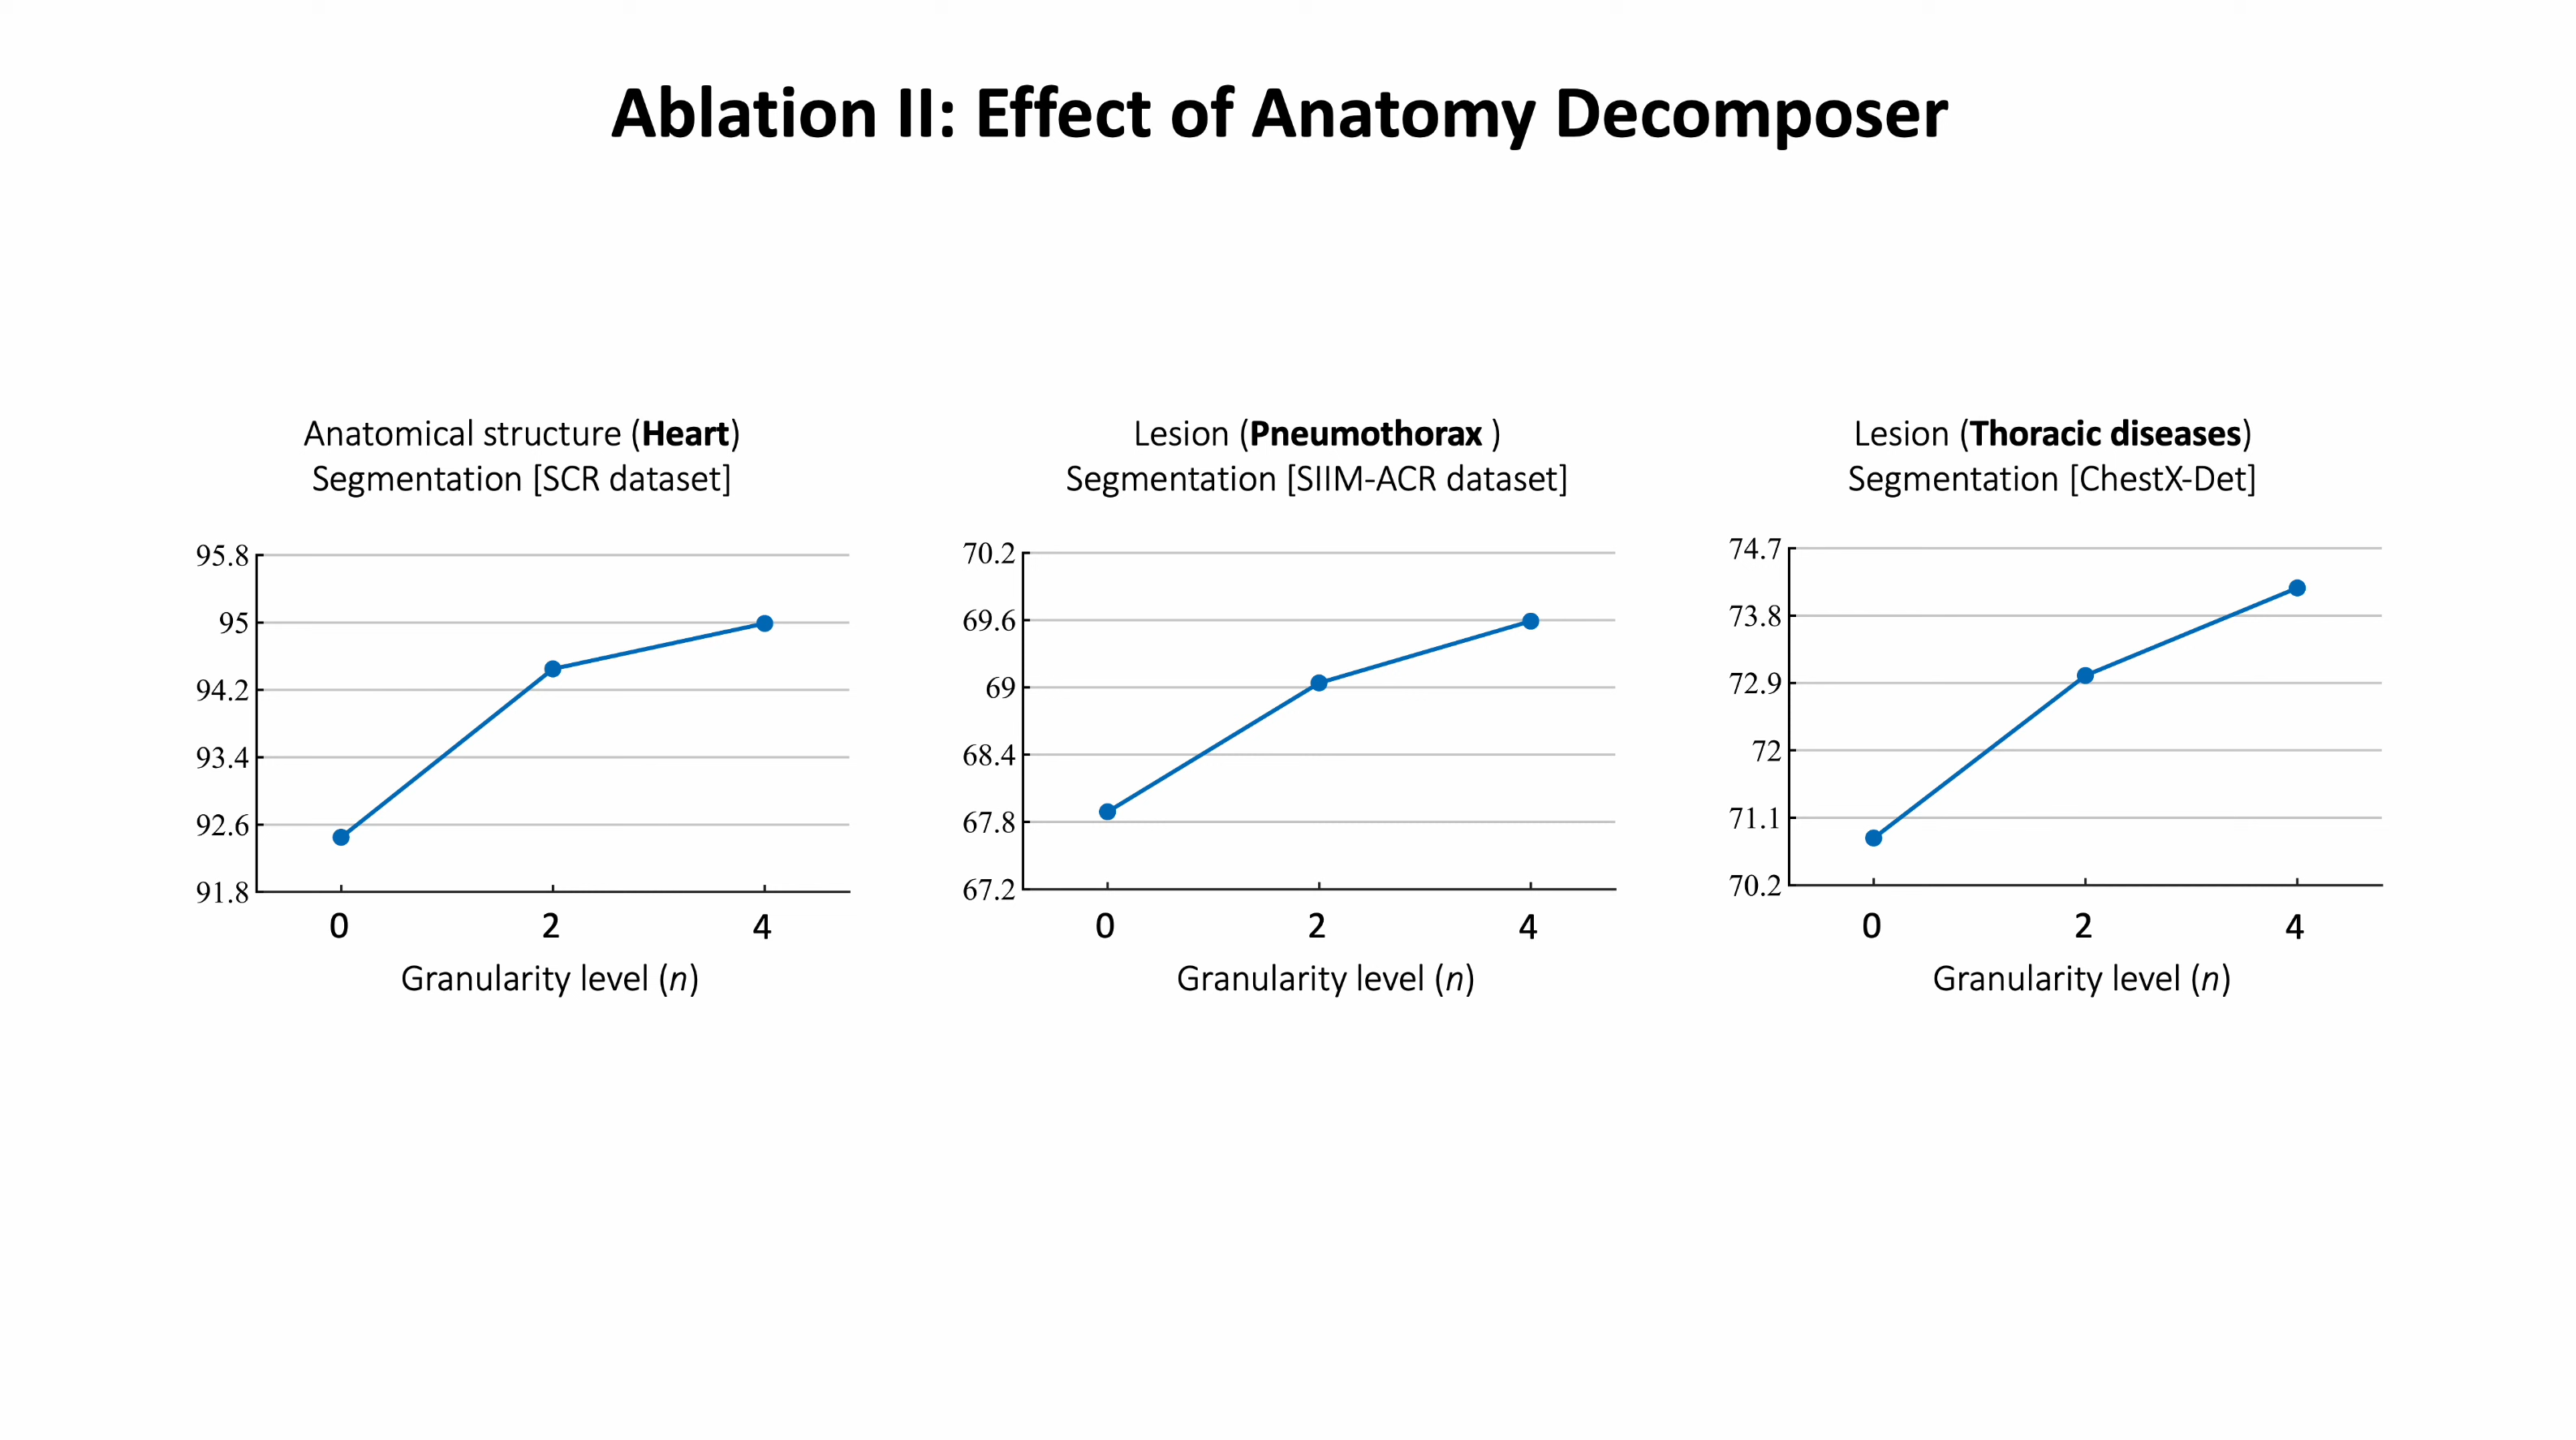 Ablation II: Effect of Anatomy Decomposer
Anatomical structure (Heart)
Segmentation [SCR dataset]
95.8
95
94.2
93.4
92.6
91.8
0 2 4
Granularity level (n)
Lesion (Pneumothorax )
Segmentation [SIIM-ACR dataset]
70.2
69.6
69
68.4
67.8
67.2
0 2 4
Granularity level (n)
Lesion (Thoracic diseases)
Segmentation [ChestX-Det]
74.7
73.8
72.9
72
71.1
70.2
0 2 4
Granularity level (n)